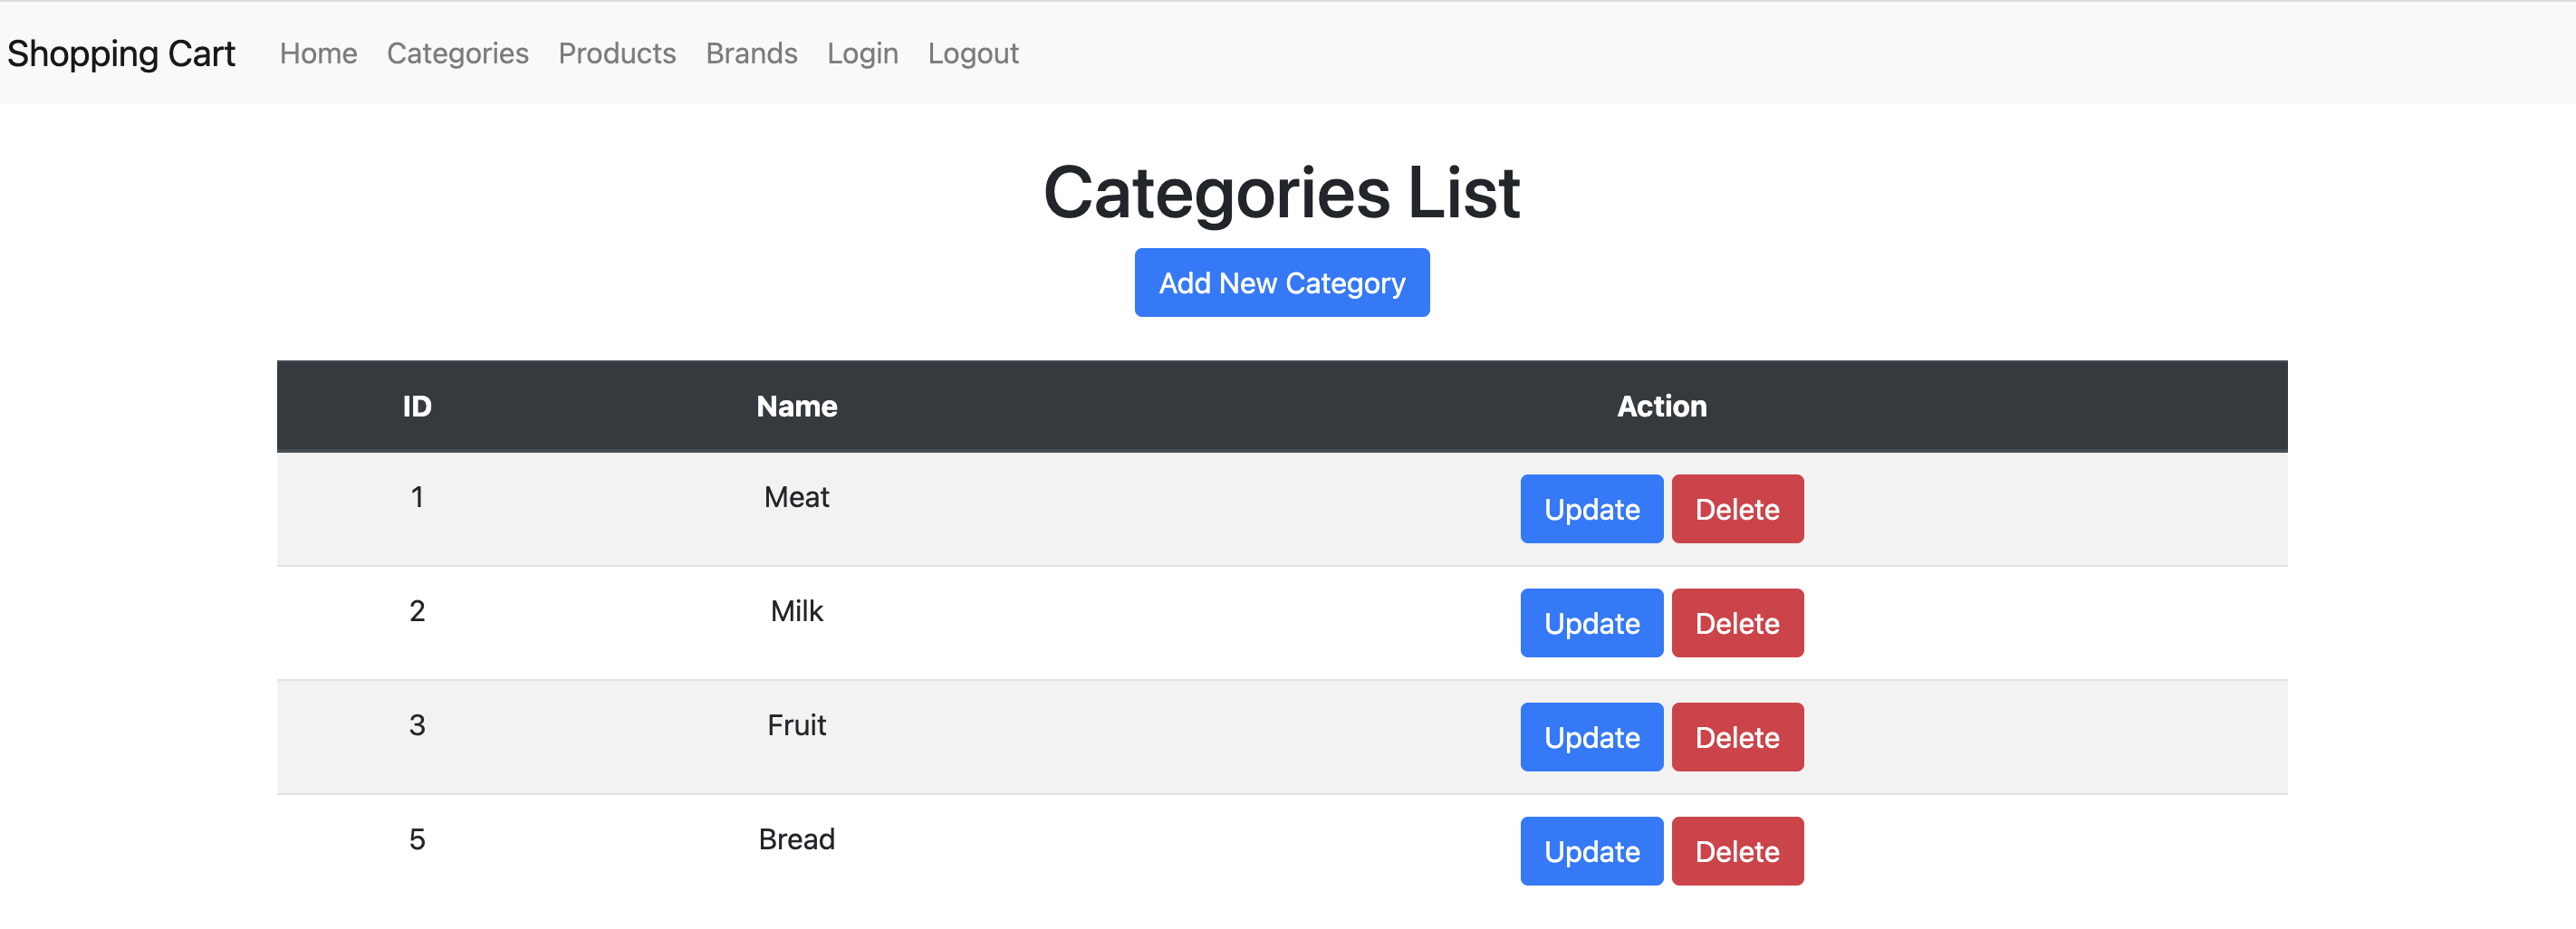 Shopping Cart Home Categories Products Brands Login Logout
Categories List
Add New Category
ID Name Action
1 Meat Update Delete
2 Milk Update Delete
3 Fruit Update Delete
5 Bread Update Delete